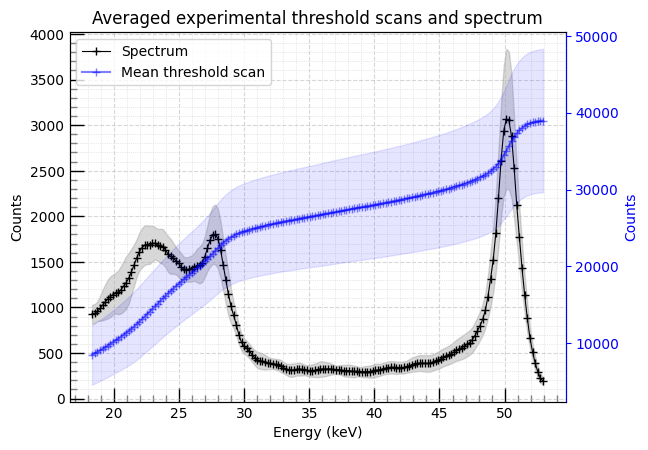 Averaged experimental threshold scans and spectrum
Spectrum
Mean threshold scan
4000
3500
3000
2500
2000
1500
1000
500
0
Counts
50000
40000
30000
20000
10000
Counts
20 25 30 35 40 45 50
Energy (keV)